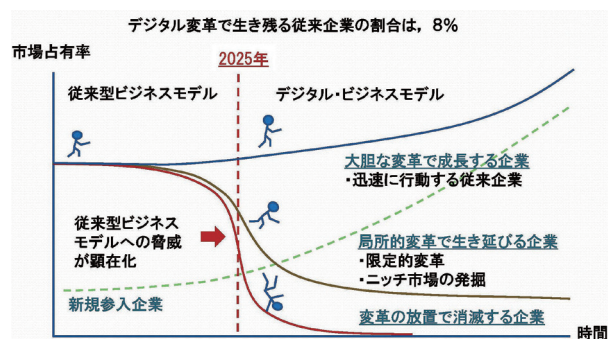 デジタル変革で生き残る従来企業の割合は，8%
市場占有率
2025年
従来型ビジネスモデル
デジタル・ビジネスモデル
大胆な変革で成長する企業
・迅速に行動する従来企業
従来型ビジネス
モデルへの脅威
が顕在化
局所的変革で生き延びる企業
・限定的変革
・ニッチ市場の発掘
新規参入企業
変革の放置で消滅する企業
時間